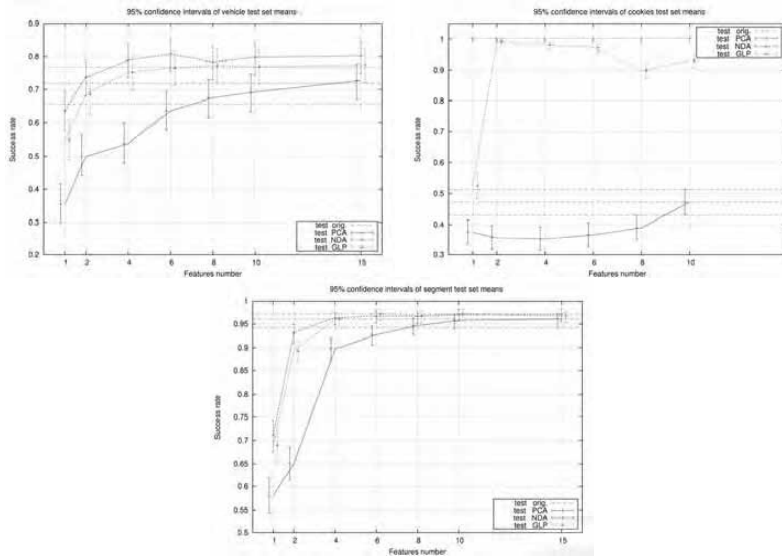 95% confidence intervals of vehicle test set means
0.9
0.8
0.7
0.6
0.5
0.4
0.3
0.2
Success rate
test orig.
test PCA
test NDA
test GLP
1 2 4 6 8 10 15
Features number
95% confidence intervals of cookies test set means
1
0.9
0.8
0.7
0.6
0.5
0.4
0.3
Success rate
test orig.
test PCA
test NDA
test GLP
1 2 4 6 8 10
Features number
95% confidence intervals of segment test set means
1
0.95
0.9
0.85
0.8
0.75
0.7
0.65
0.6
0.55
0.5
Success rate
test orig.
test PCA
test NDA
test GLP
1 2 4 6 8 10 15
Features number